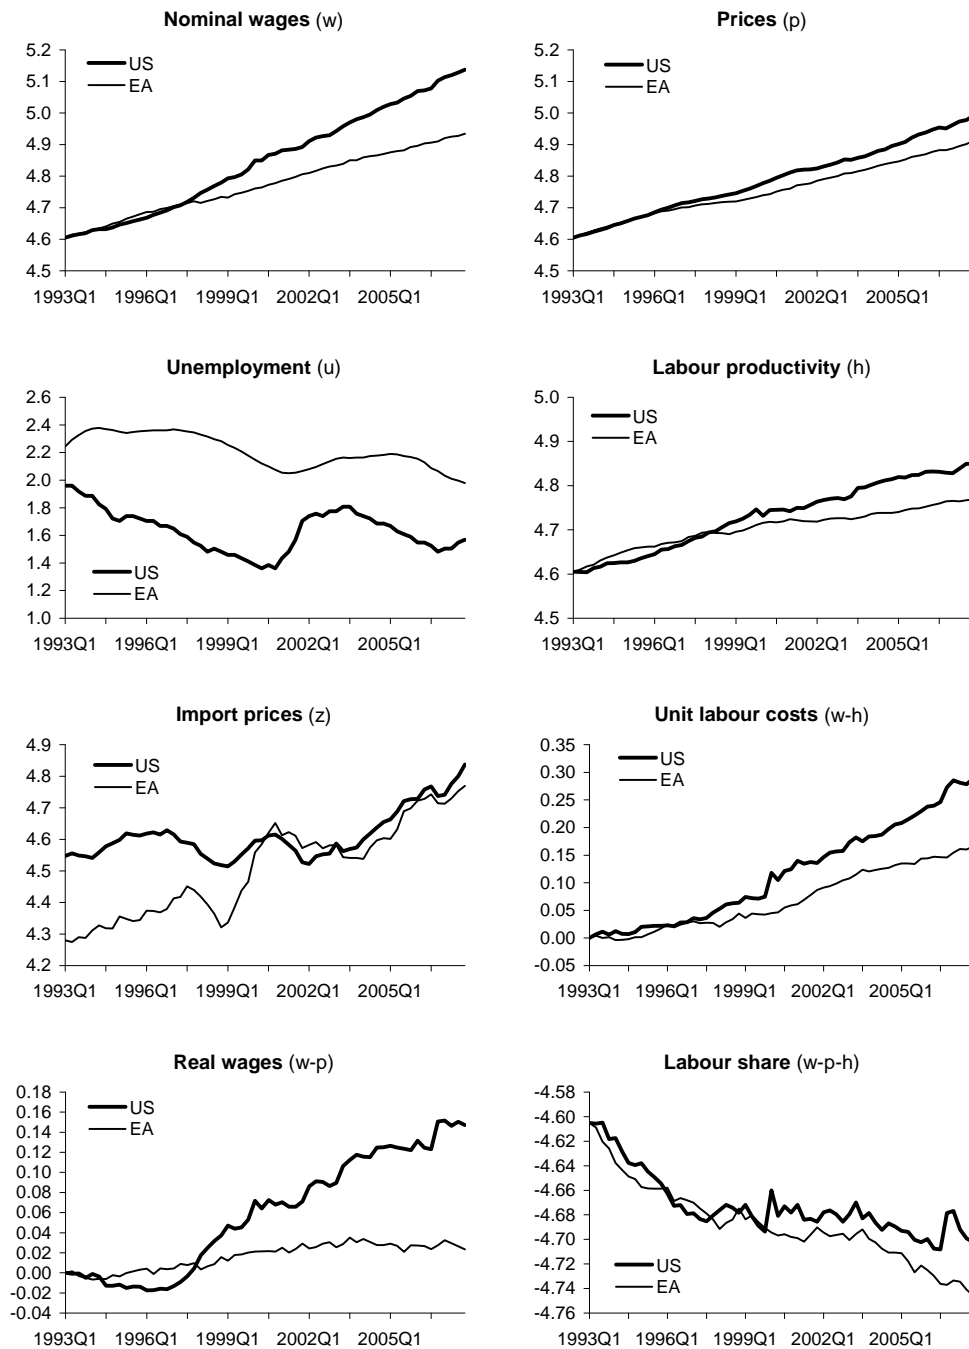 Nominal wages (w)
5.2
5.1
5.0
4.9
4.8
4.7
4.6
4.5
US
EA
1993Q1 1996Q1 1999Q1 2002Q1 2005Q1
Prices (p)
5.2
5.1
5.0
4.9
4.8
4.7
4.6
4.5
US
EA
1993Q1 1996Q1 1999Q1 2002Q1 2005Q1
Unemployment (u)
2.6
2.4
2.2
2.0
1.8
1.6
1.4
1.2
1.0
US
EA
1993Q1 1996Q1 1999Q1 2002Q1 2005Q1
Labour productivity (h)
5.0
4.9
4.8
4.7
4.6
4.5
US
EA
1993Q1 1996Q1 1999Q1 2002Q1 2005Q1
Import prices (z)
4.9
4.8
4.7
4.6
4.5
4.4
4.3
4.2
US
EA
1993Q1 1996Q1 1999Q1 2002Q1 2005Q1
Unit labour costs (w-h)
0.35
0.30
0.25
0.20
0.15
0.10
0.05
0.00
-0.05
US
EA
1993Q1 1996Q1 1999Q1 2002Q1 2005Q1
Real wages (w-p)
0.18
0.16
0.14
0.12
0.10
0.08
0.06
0.04
0.02
0.00
-0.02
-0.04
US
EA
1993Q1 1996Q1 1999Q1 2002Q1 2005Q1
Labour share (w-p-h)
-4.58
-4.60
-4.62
-4.64
-4.66
-4.68
-4.70
-4.72
-4.74
-4.76
US
EA
1993Q1 1996Q1 1999Q1 2002Q1 2005Q1